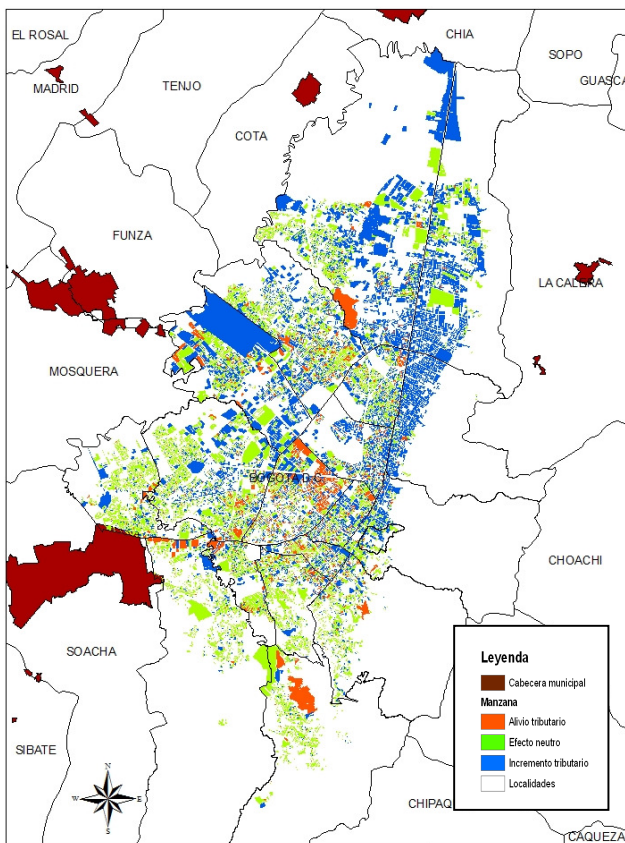 EL ROSAL
CHIA
SOPO
MADRID
TENJO
GUASCA
COTA
FUNZA
LA CALERA
MOSQUERA
BOGOTA D.C.
CHOACHI
SOACHA
SIBATE
N
W E
S
CHIPAQ
CAQUEZA
Leyenda
Cabecera municipal
Manzana
Alivio tributario
Efecto neutro
Incremento tributario
Localidades